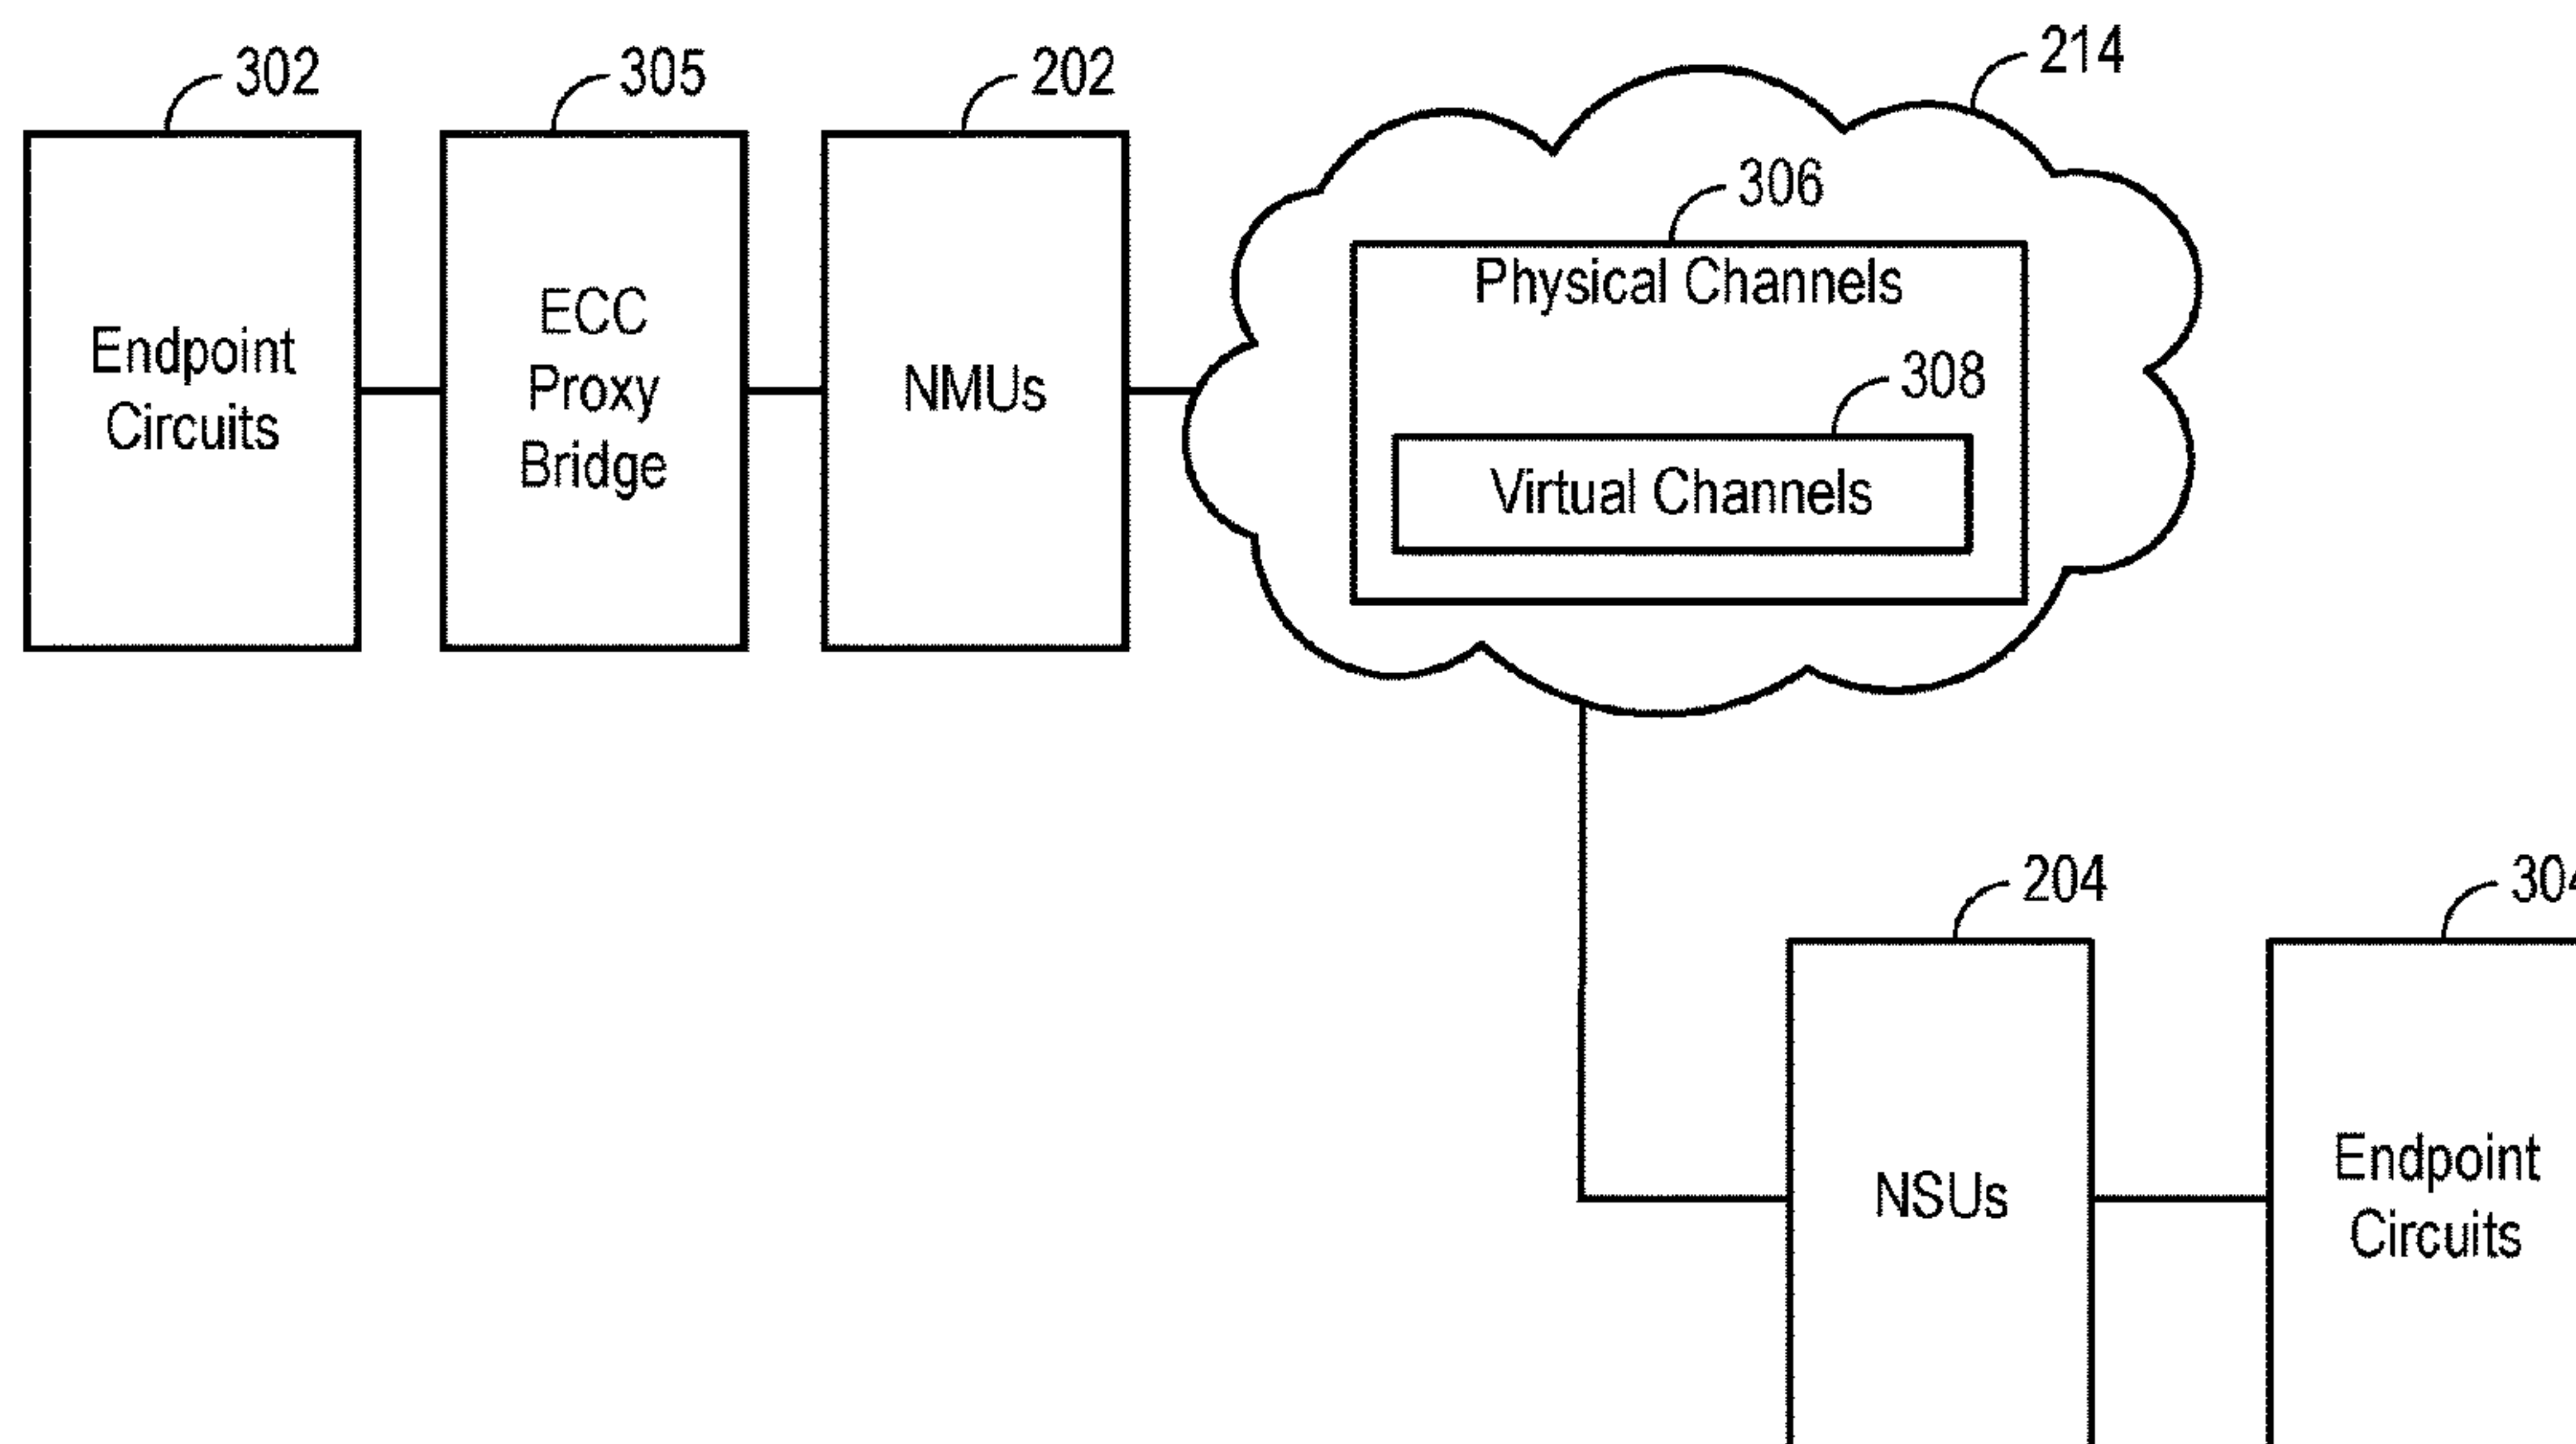 302
305
202
214
306
Physical Channels
308
Virtual Channels
Endpoint
Circuits
ECC
Proxy
Bridge
NMUs
204
304
NSUs
Endpoint
Circuits